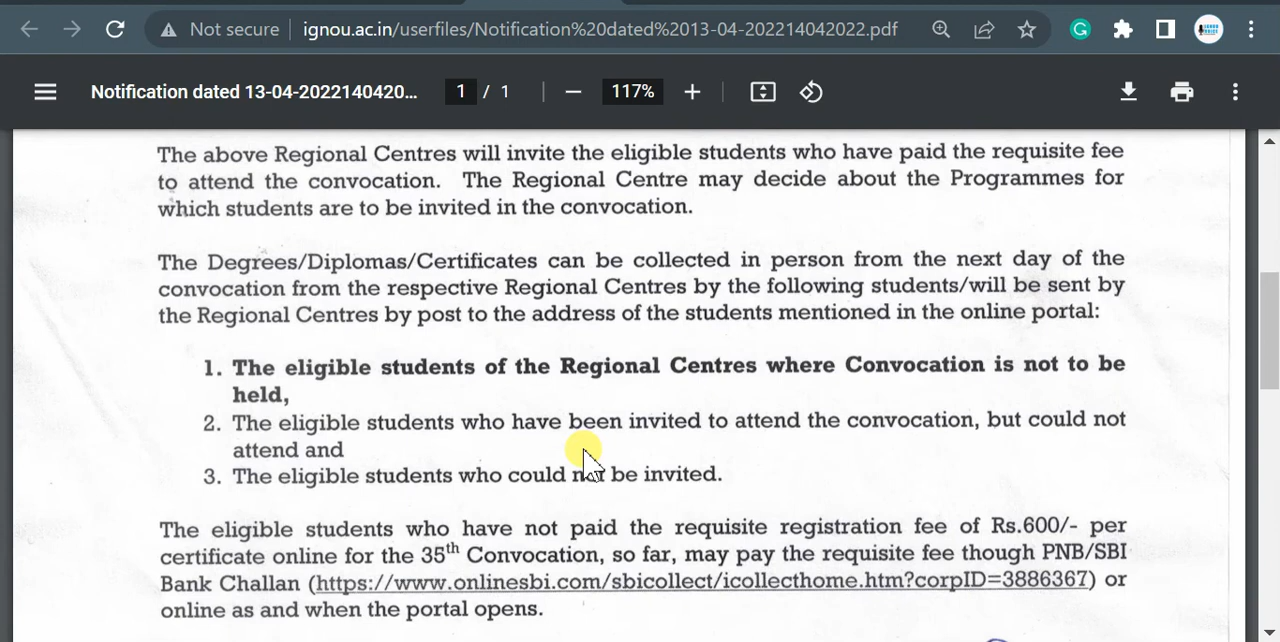 Not secure
ignou.ac.in/userfiles/Notification%20dated%2013-04-202214042022.pdf
Notification dated 13-04-2022140420...
1 / 1
117%
The above Regional Centres will invite the eligible students who have paid the requisite fee
to attend the convocation. The Regional Centre may decide about the Programmes for
which students are to be invited in the convocation.
The Degrees/Diplomas/Certificates can be collected in person from the next day of the
convocation from the respective Regional Centres by the following students/will be sent by
the Regional Centres by post to the address of the students mentioned in the online portal:
1. The eligible students of the Regional Centres where Convocation is not to be
held,
2. The eligible students who have been invited to attend the convocation, but could not
attend and
3. The eligible students who could not be invited.
The eligible students who have not paid the requisite registration fee of Rs.600/- per
certificate online for the 35th Convocation, so far, may pay the requisite fee though PNB/SBI
Bank Challan (https://www.onlinesbi.com/sbicollect/icollecthome.htm?corpID=3886367) or
online as and when the portal opens.